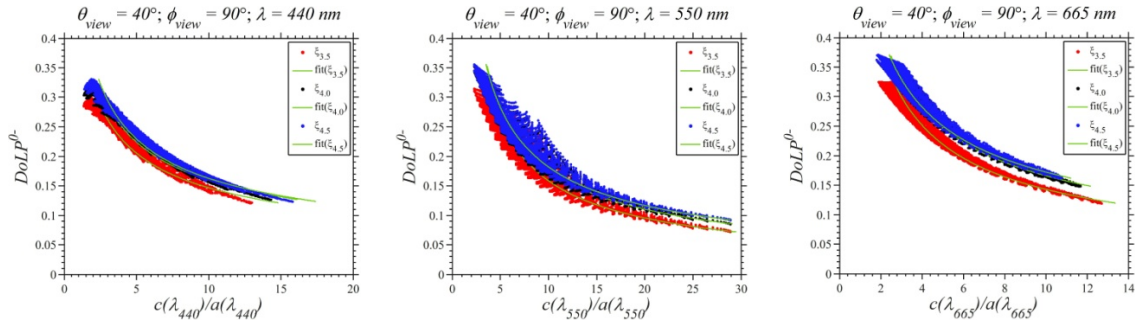 θview = 40°; ϕview = 90°; λ = 440 nm
0.4
0.35
0.3
0.25
0.2
0.15
0.1
0.05
0
DoLP0-
ξ3.5
fit(ξ3.5)
ξ4.0
fit(ξ4.0)
ξ4.5
fit(ξ4.5)
0 5 10 15 20
c(λ440)/a(λ440)
θview = 40°; ϕview = 90°; λ = 550 nm
0.4
0.35
0.3
0.25
0.2
0.15
0.1
0.05
0
DoLP0-
ξ3.5
fit(ξ3.5)
ξ4.0
fit(ξ4.0)
ξ4.5
fit(ξ4.5)
0 5 10 15 20 25 30
c(λ550)/a(λ550)
θview = 40°; ϕview = 90°; λ = 665 nm
0.4
0.35
0.3
0.25
0.2
0.15
0.1
0.05
0
DoLP0-
ξ3.5
fit(ξ3.5)
ξ4.0
fit(ξ4.0)
ξ4.5
fit(ξ4.5)
0 2 4 6 8 10 12 14
c(λ665)/a(λ665)